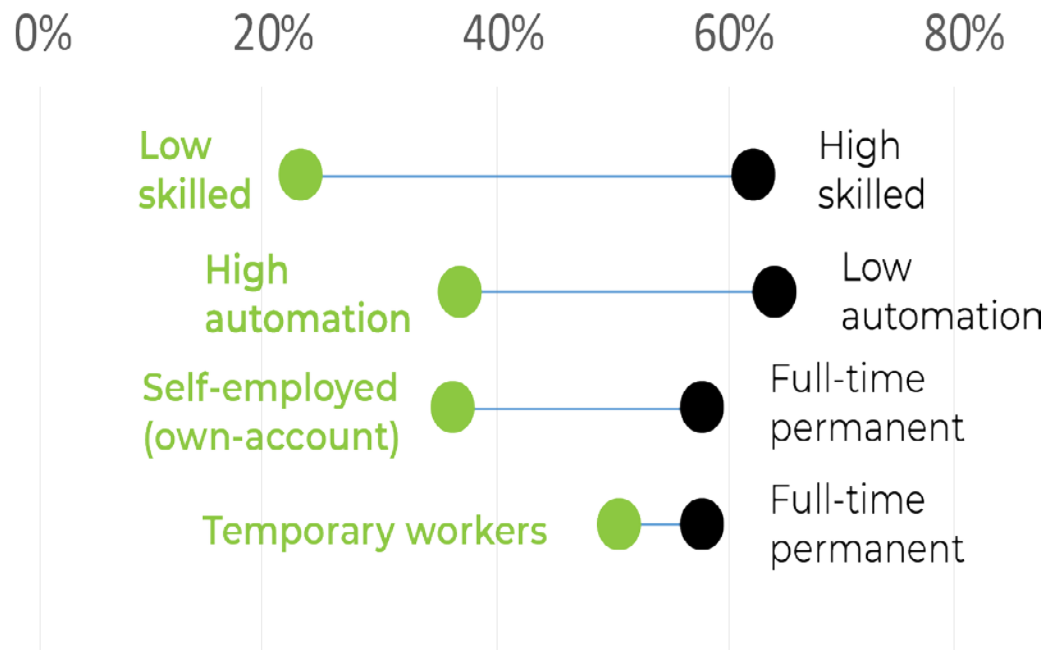 0% 20% 40% 60% 80%
Low
skilled
High
skilled
High
automation
Low
automation
Self-employed
(own-account)
Full-time
permanent
Temporary workers
Full-time
permanent